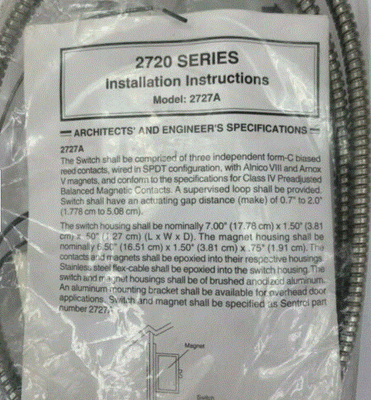 2720 SERIES
Installation Instructions
Model: 2727A
ARCHITECTS' AND ENGINEER'S SPECIFICATIONS
2727A
The Switch shall be comprized of three independent form-C biased
reed contacts, wired in SPDT configuration, with Alnico VIII and Arnox
V magnets, and conform to the specifications for Class IV Preadjusted
Balanced Magnetic Contacts. A supervised loop shall be provided.
Switch shall have an actuating gap distance (make) of 0.7" to 2.0"
(1.778 cm to 5.08 cm).
The switch housing shall be nominally 7.00" (17.78 cm) x 1.50" (3.81
cm) x .50" (1.27 cm) (L x W x D). The magnet housing shall be
nominally 6.50" (16.51 cm) x 1.50" (3.81 cm) x .75" (1.91 cm). The
contacts and magnets shall be epoxied into their respective housings.
Stainless steel flex-cable shall be epoxied into the switch housing. The
switch and magnet housings shall be of brushed anodized aluminum.
An aluminum mounting bracket shall be available for overhead door
applications. Switch and magnet shall be specified as Sentrol part
number 2727
Magnet
Switch